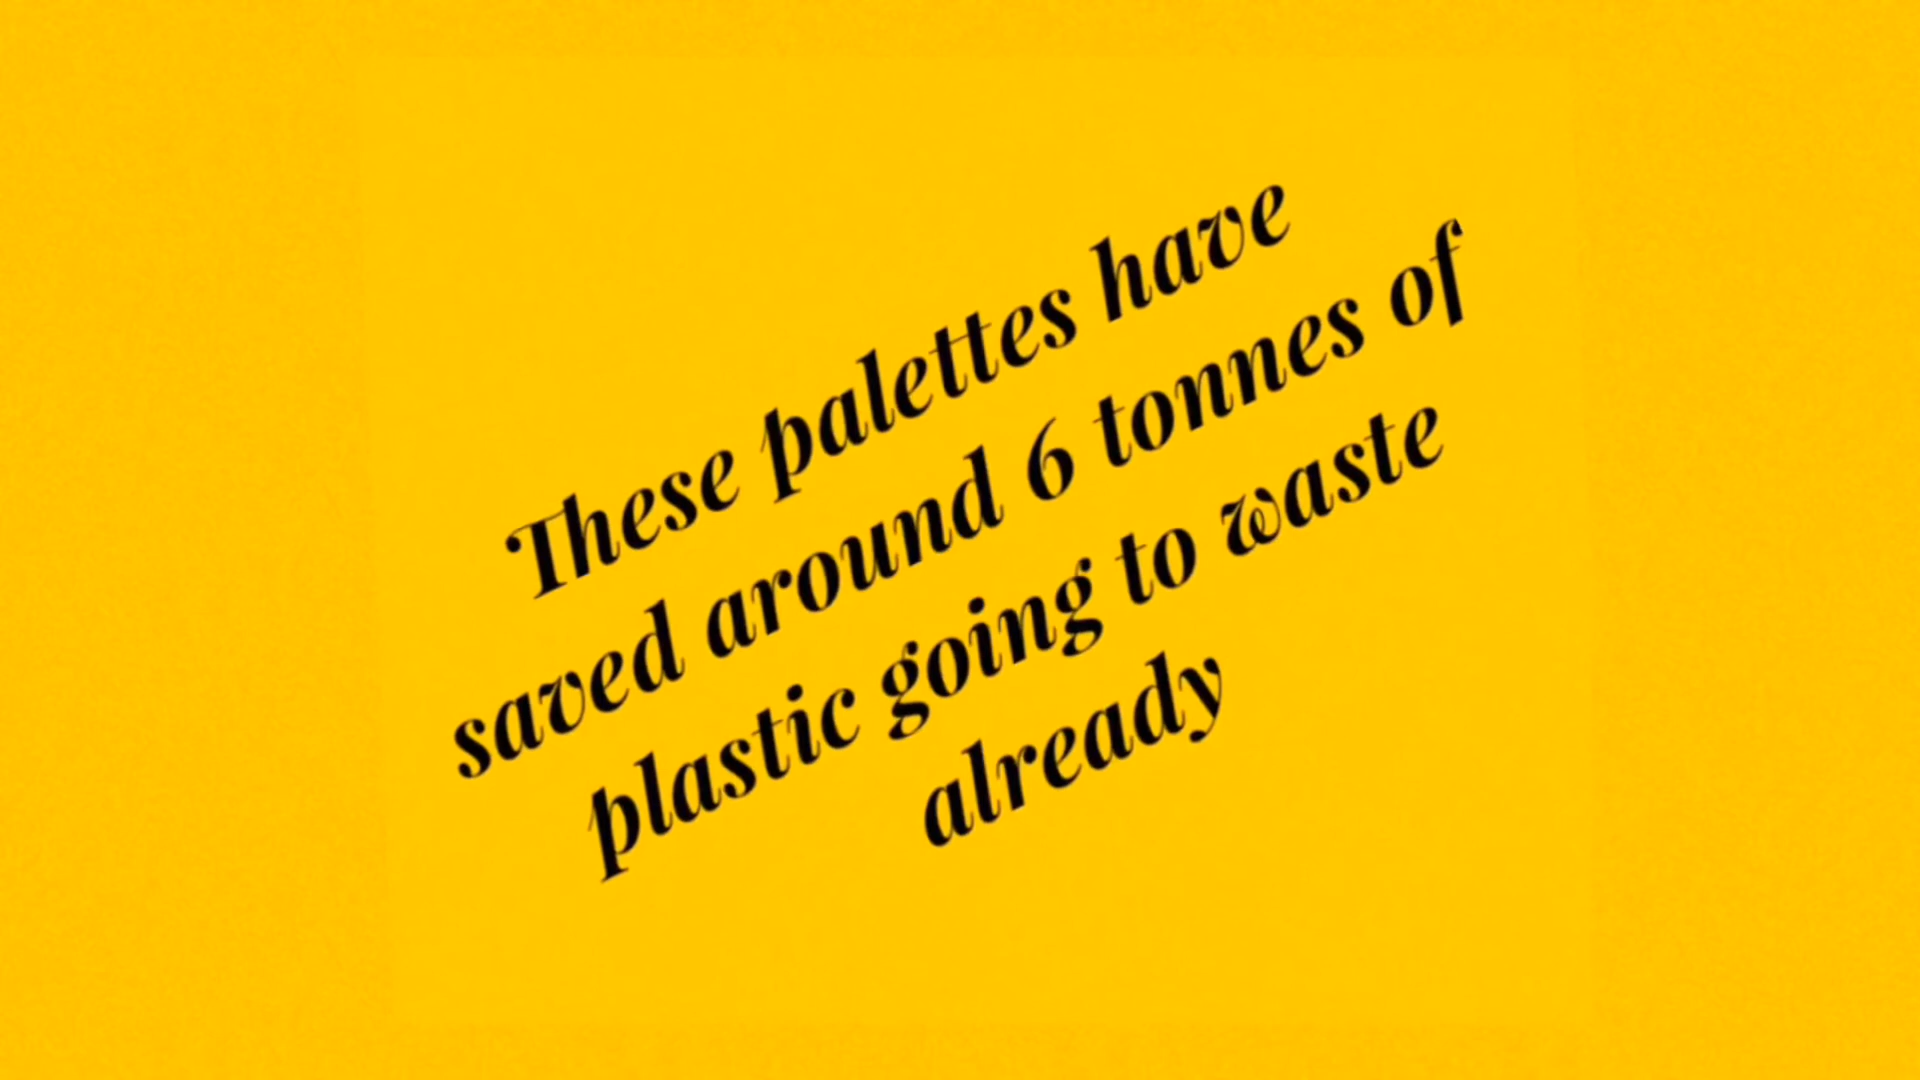 These palettes have
saved around 6 tonnes of
plastic going to waste
already